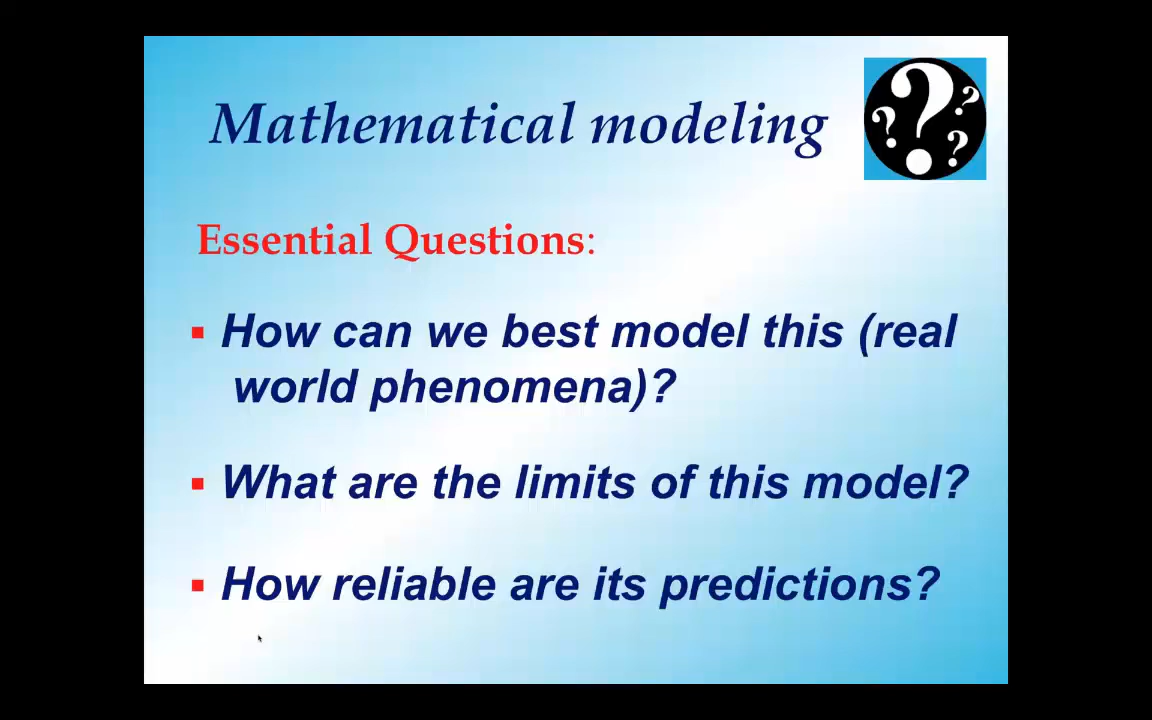 Mathematical modeling
Essential Questions:
▪ How can we best model this (real
world phenomena)?
▪ What are the limits of this model?
▪ How reliable are its predictions?